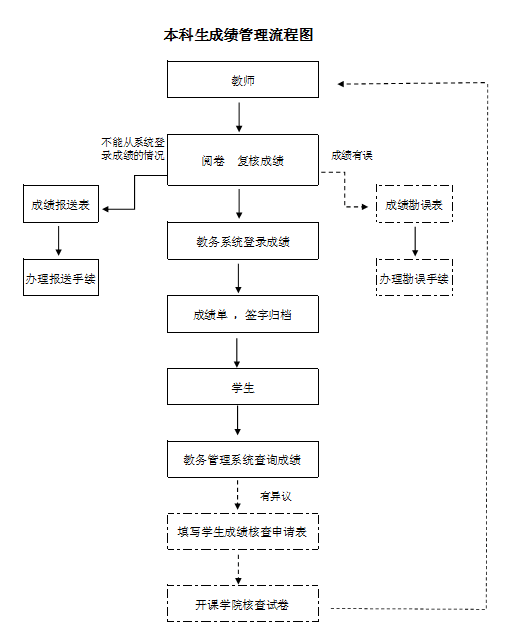 本科生成绩管理流程图
教师
不能从系统登
录成绩的情况
阅卷 复核成绩
成绩有误
成绩报送表
成绩勘误表
教务系统登录成绩
办理报送手续
办理勘误手续
成绩单，签字归档
学生
教务管理系统查询成绩
有异议
填写学生成绩核查申请表
开课学院核查试卷